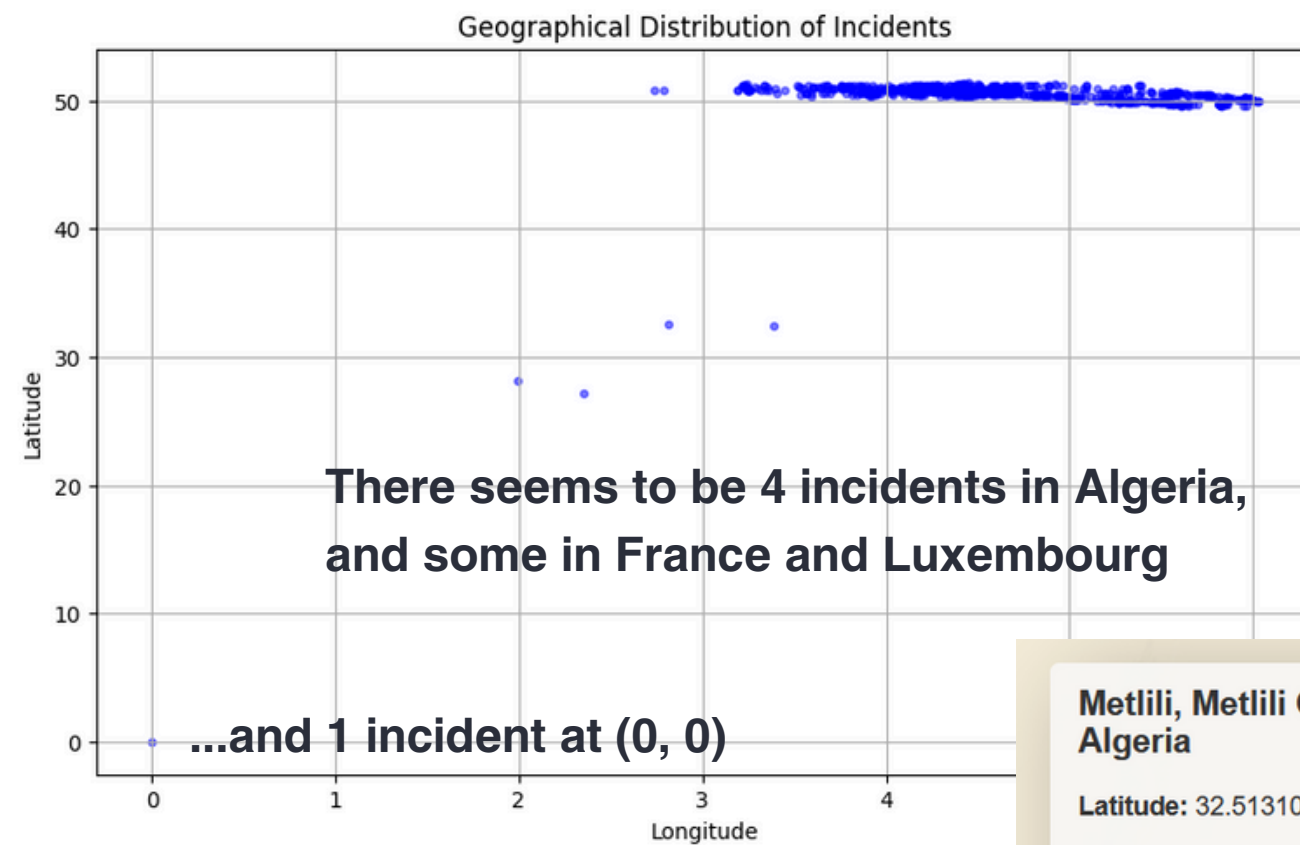 Geographical Distribution of Incidents
50
40
30
20
10
0
Latitude
There seems to be 4 incidents in Algeria,
and some in France and Luxembourg
...and 1 incident at (0, 0)
0 1 2 3 4
Longitude
Metlili, Metlili
Algeria
Latitude: 32.51310